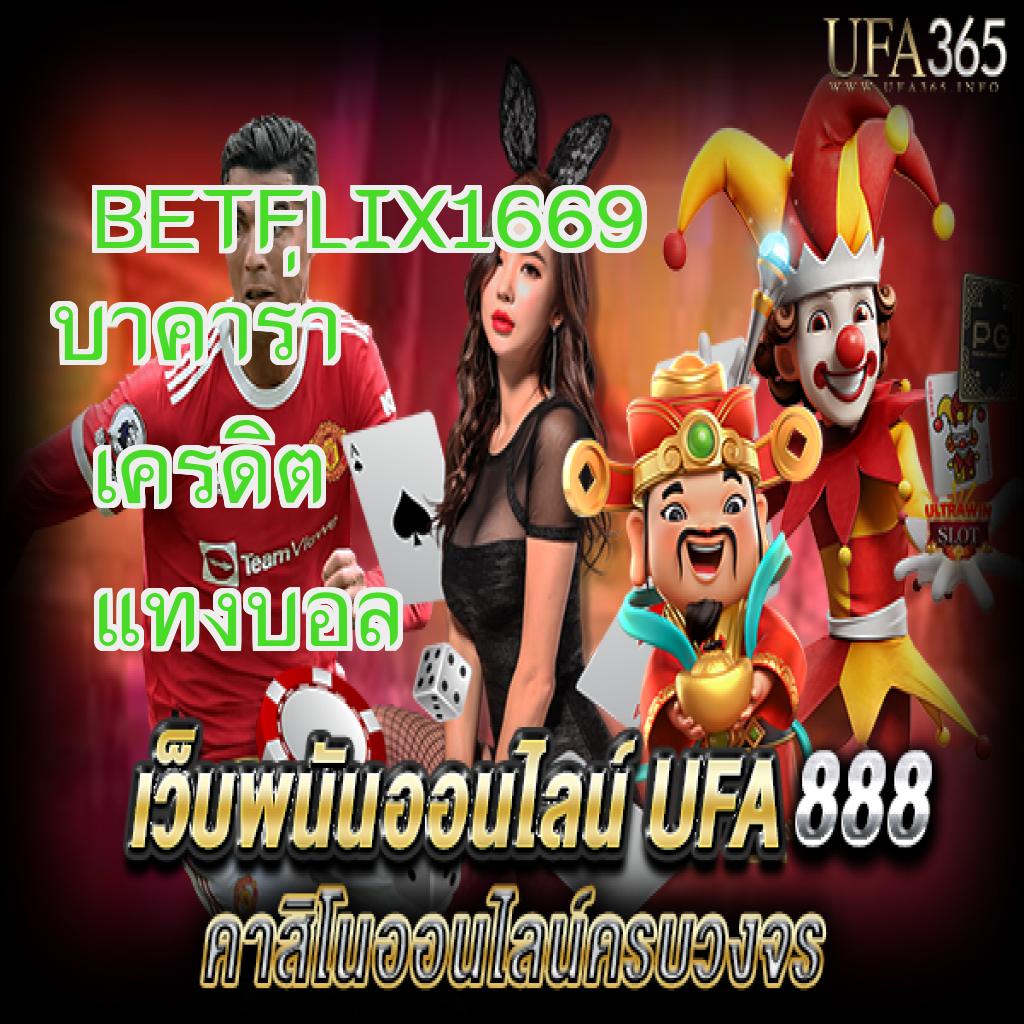 UFA365
WWW.UFA365.INFO
BETFLIX1669
บาคาร่า
เครดิต
แทงบอล
PG
ULTRAWIN
SLOT
TeamViewer
A
เว็บพนันออนไลน์ UFA 888
คาสิโนออนไลน์ครบวงจร